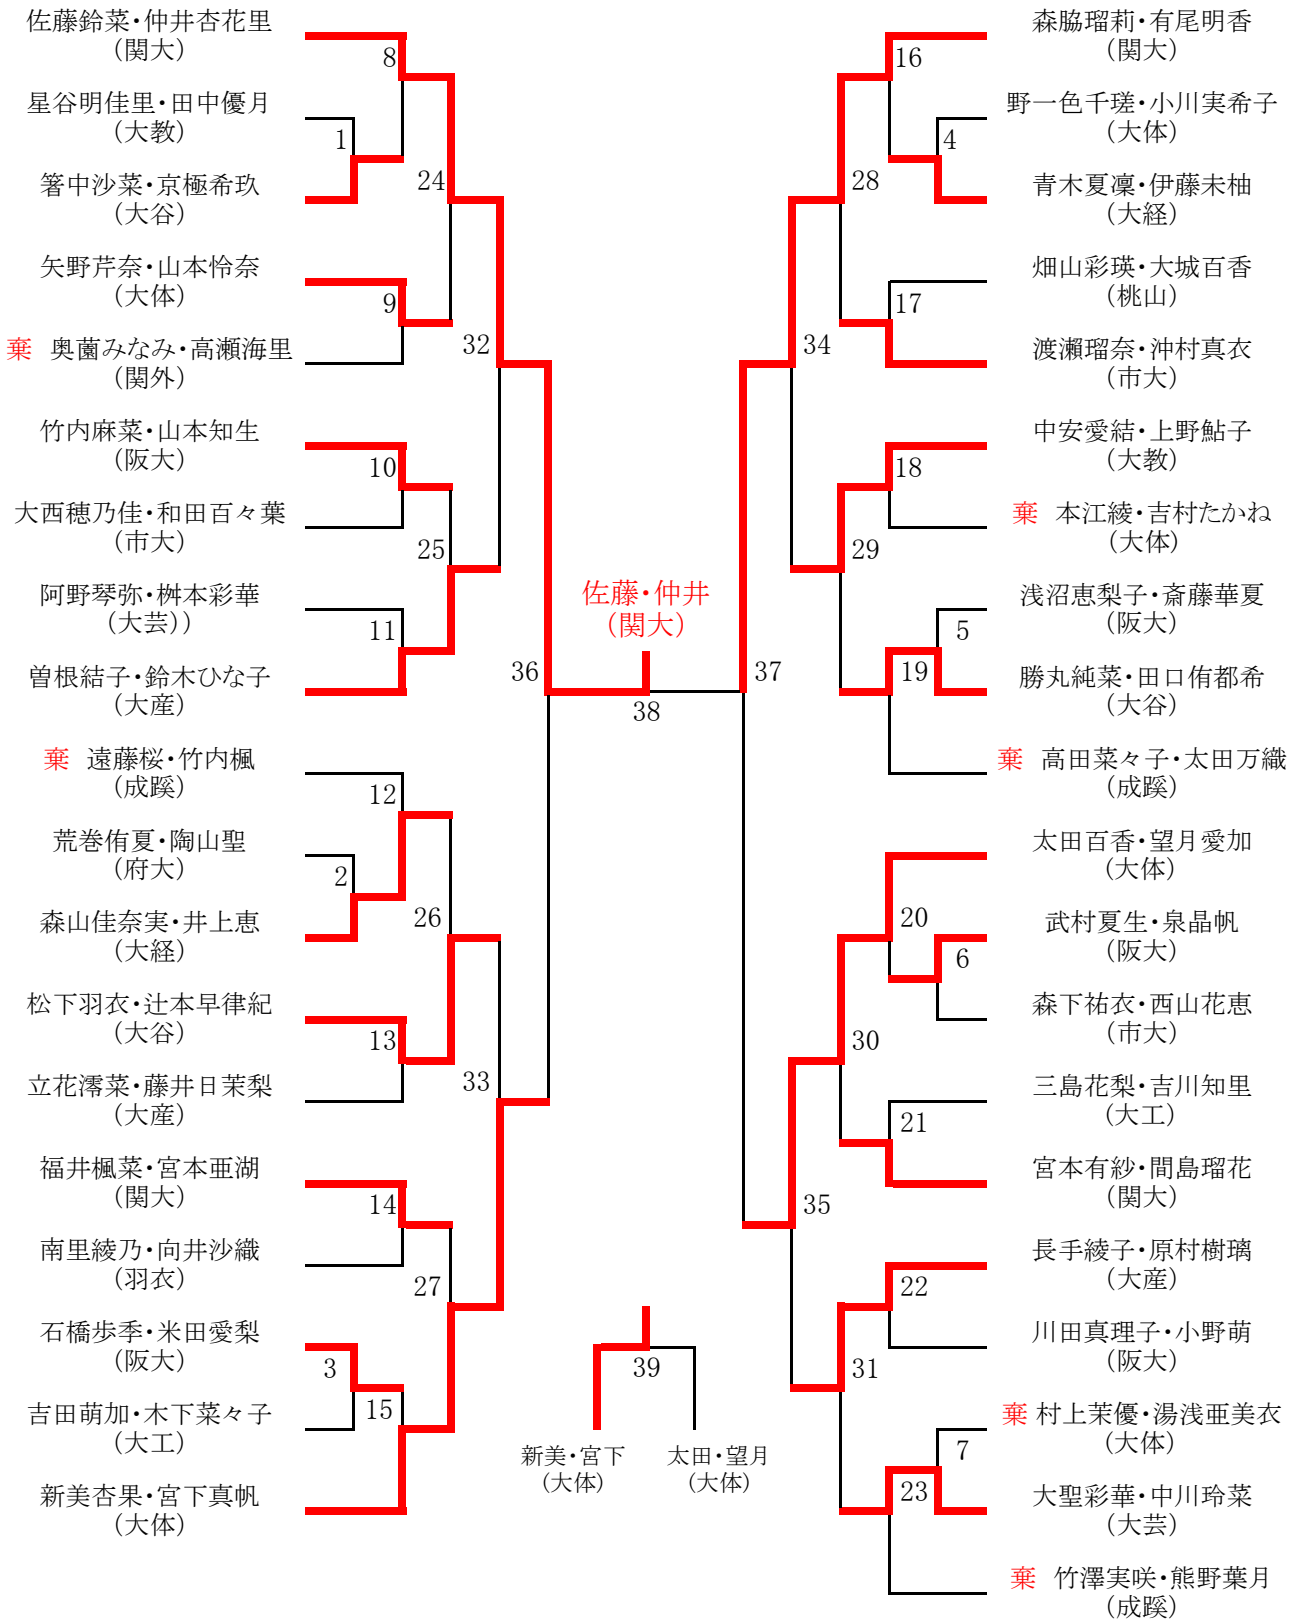 佐藤鈴菜・仲井杏花里
(関大)
8
星谷明佳里・田中優月
(大教)
1
24
箸中沙菜・京極希玖
(大谷)
矢野芹奈・山本怜奈
(大体)
9
32
棄 奥薗みなみ・高瀬海里
(関外)
竹内麻菜・山本知生
(阪大)
10
大西穂乃佳・和田百々葉
(市大)
25
阿野琴弥・桝本彩華
(大芸))
11
曽根結子・鈴木ひな子
(大産)
36
棄 遠藤桜・竹内楓
(成蹊)
12
荒巻侑夏・陶山聖
(府大)
2
26
森山佳奈実・井上恵
(大経)
松下羽衣・辻本早律紀
(大谷)
13
33
立花澪菜・藤井日茉梨
(大産)
福井楓菜・宮本亜湖
(関大)
14
南里綾乃・向井沙織
(羽衣)
27
石橋歩季・米田愛梨
(阪大)
3
15
吉田萌加・木下菜々子
(大工)
新美杏果・宮下真帆
(大体)
佐藤・仲井
(関大)
38
39
新美・宮下
(大体)
太田・望月
(大体)
森脇瑠莉・有尾明香
(関大)
16
野一色千瑳・小川実希子
(大体)
4
28
青木夏凜・伊藤未柚
(大経)
畑山彩瑛・大城百香
(桃山)
17
34
渡瀬瑠奈・沖村真衣
(市大)
中安愛結・上野鮎子
(大教)
18
棄 本江綾・吉村たかね
(大体)
29
浅沼恵梨子・斎藤華夏
(阪大)
5
19
37
勝丸純菜・田口侑都希
(大谷)
棄 高田菜々子・太田万織
(成蹊)
太田百香・望月愛加
(大体)
20
武村夏生・泉晶帆
(阪大)
6
森下祐衣・西山花恵
(市大)
30
三島花梨・吉川知里
(大工)
21
宮本有紗・間島瑠花
(関大)
35
長手綾子・原村樹璃
(大産)
22
川田真理子・小野萌
(阪大)
31
棄 村上茉優・湯浅亜美衣
(大体)
7
23
大聖彩華・中川玲菜
(大芸)
棄 竹澤実咲・熊野葉月
(成蹊)